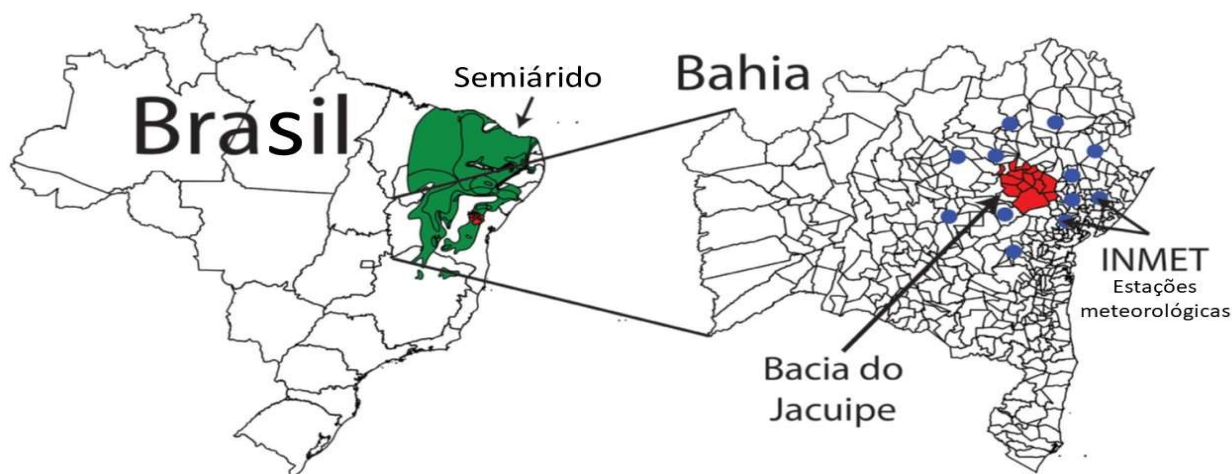 Semiárido
Brasil
Bahia
INMET
Estações
meteorológicas
Bacia do
Jacuipe